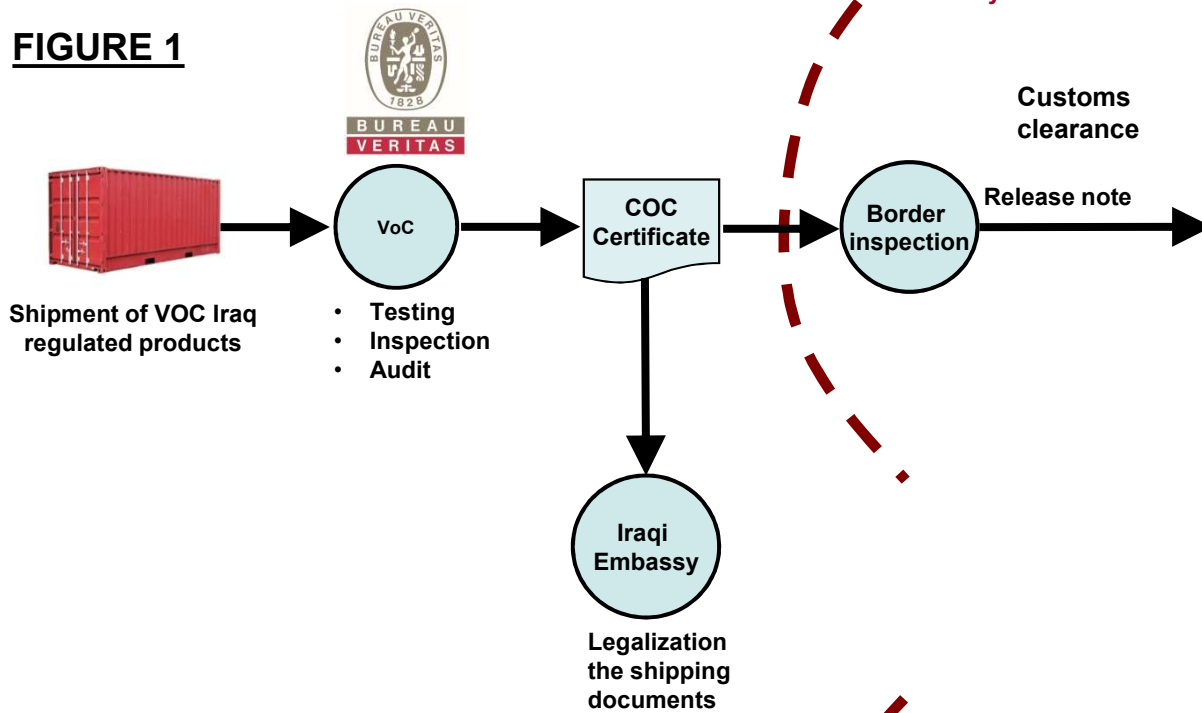 FIGURE 1
BUREAU VERITAS
1828
BUREAU
VERITAS
Customs
clearance
VoC
COC
Certificate
Border
inspection
Release note
Shipment of VOC Iraq
regulated products
• Testing
• Inspection
• Audit
Iraqi
Embassy
Legalization
the shipping
documents